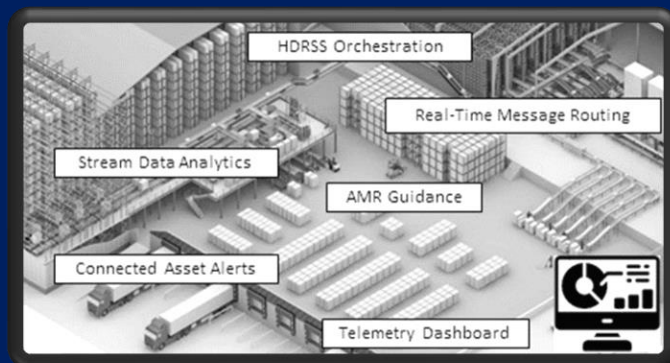 HDRSS Orchestration
Real-Time Message Routing
Stream Data Analytics
AMR Guidance
Connected Asset Alerts
Telemetry Dashboard